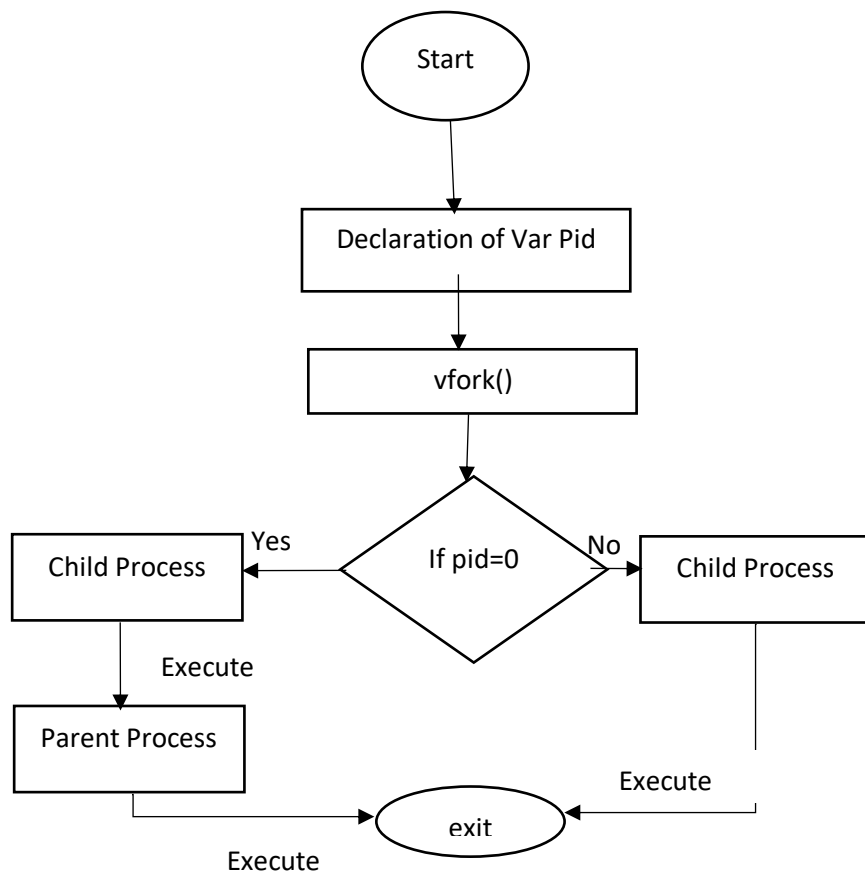 Start
Declaration of Var Pid
vfork()
If pid=0
Yes
No
Child Process
Child Process
Execute
Parent Process
Execute
exit
Execute